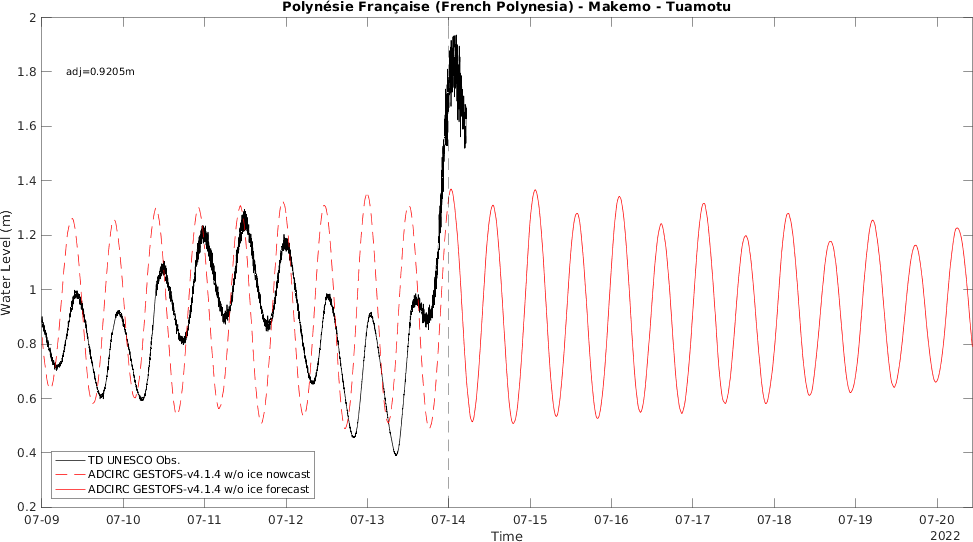 Polynésie Française (French Polynesia) - Makemo - Tuamotu
2
1.8
1.6
1.4
1.2
1
0.8
0.6
0.4
0.2
Water Level (m)
adj=0.9205m
TD UNESCO Obs.
ADCIRC GESTOFS-v4.1.4 w/o ice nowcast
ADCIRC GESTOFS-v4.1.4 w/o ice forecast
07-09 07-10 07-11 07-12 07-13 07-14 07-15 07-16 07-17 07-18 07-19 07-20
2022
Time